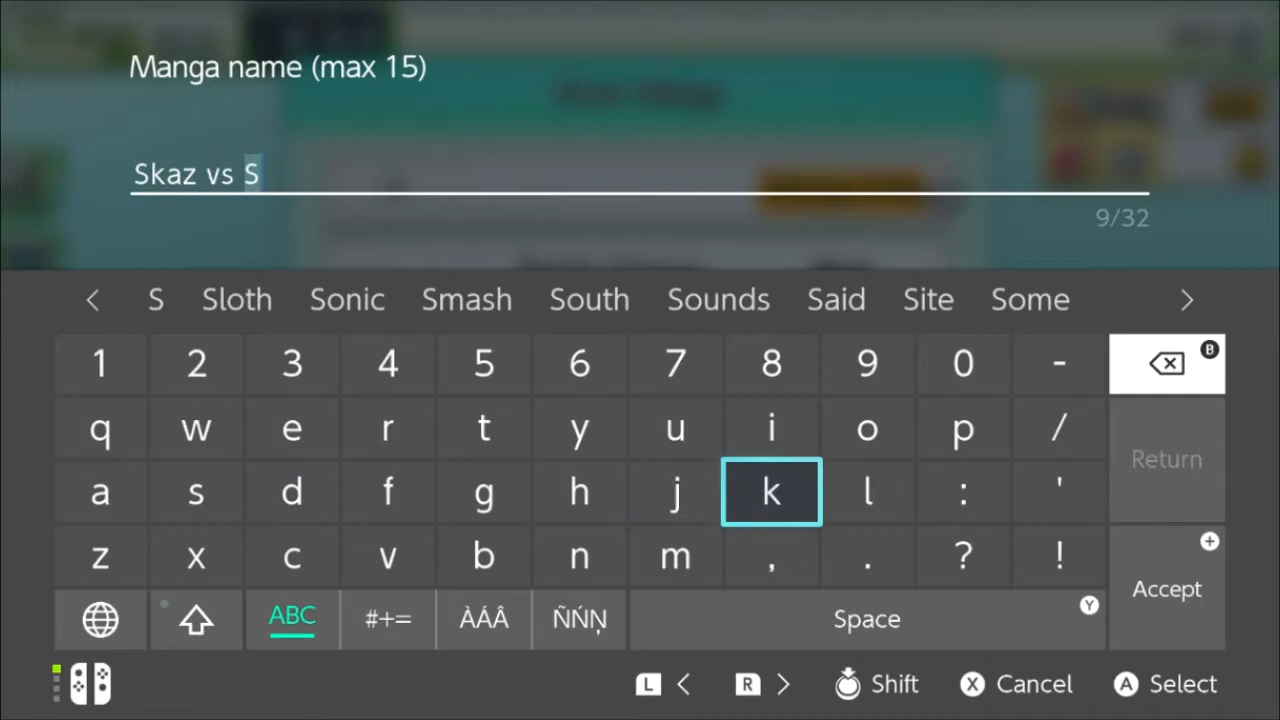 Manga name (max 15)
Skaz vs S
9/32
S Sloth Sonic Smash South Sounds Said Site Some
1 2 3 4 5 6 7 8 9 0 - B
q w e r t y u i o p / Return
a s d f g h j k l : '
z x c v b n m , . ? ! + Accept
ABC #+= ÀÁÂ ÑŃŅ Space Y
L R Shift X Cancel A Select